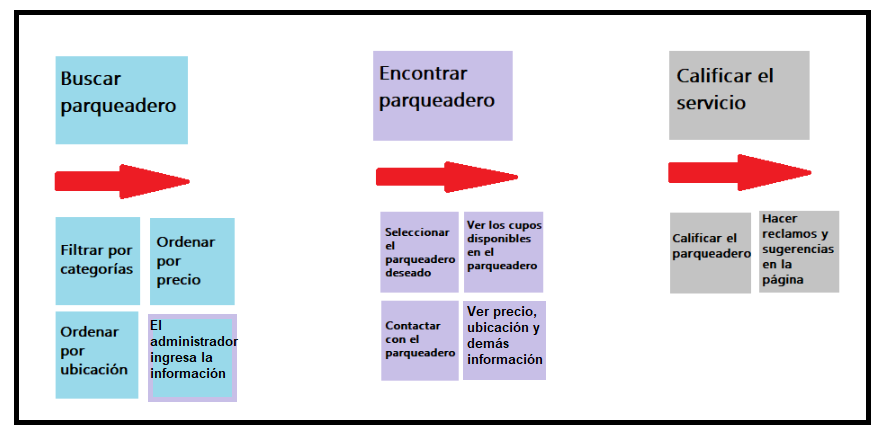 Buscar
parqueadero
Encontrar
parqueadero
Calificar el
servicio
Filtrar por
categorías
Ordenar
por
precio
Ordenar
por
ubicación
El
administrador
ingresa la
información
Seleccionar
el
parqueadero
deseado
Ver los cupos
disponibles
en el
parqueadero
Contactar
con el
parqueadero
Ver precio,
ubicación y
demás
información
Calificar el
parqueadero
Hacer
reclamos y
sugerencias
en la
página